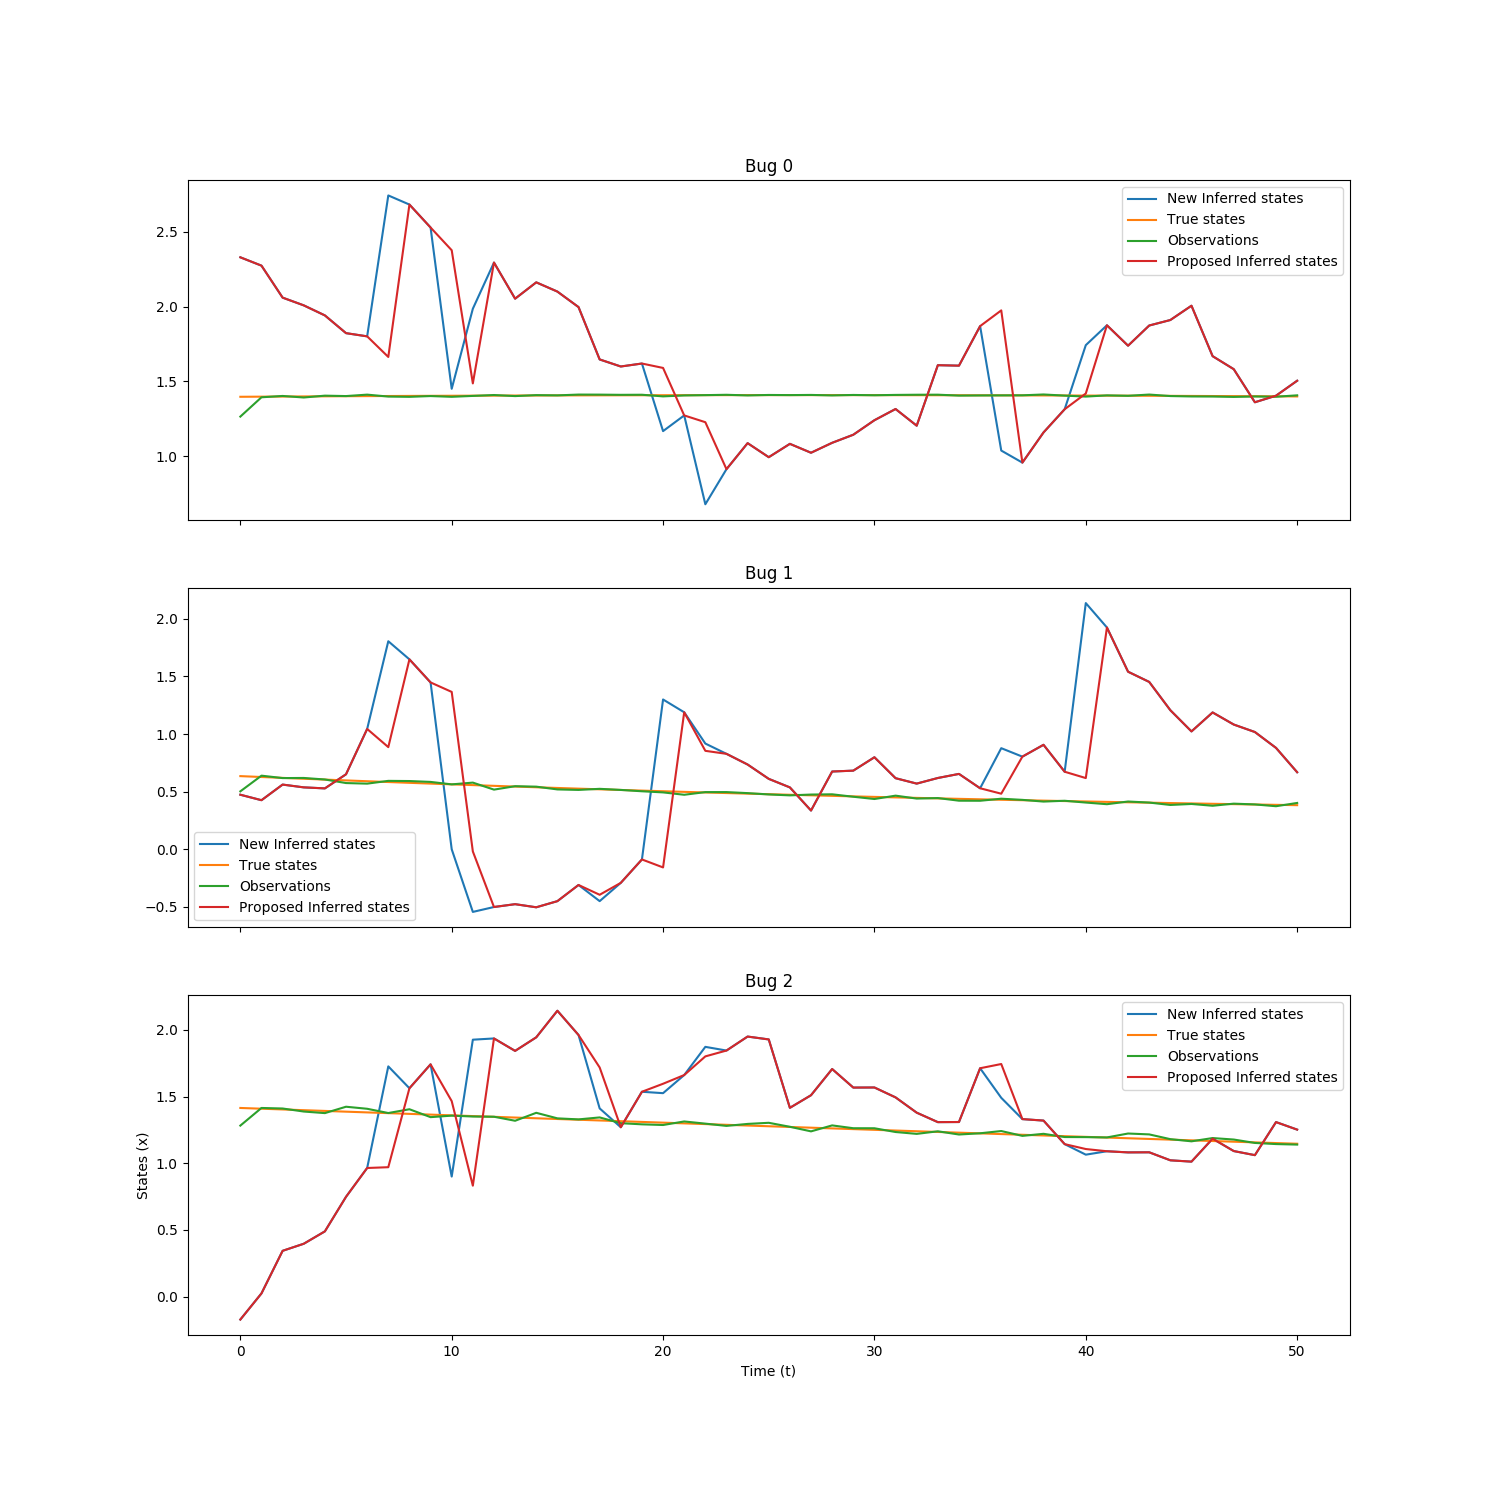 Bug 0
2.5
2.0
1.5
1.0
New Inferred states
True states
Observations
Proposed Inferred states
Bug 1
2.0
1.5
1.0
0.5
0.0
−0.5
New Inferred states
True states
Observations
Proposed Inferred states
Bug 2
2.0
1.5
1.0
0.5
0.0
States (x)
New Inferred states
True states
Observations
Proposed Inferred states
0 10 20 30 40 50
Time (t)